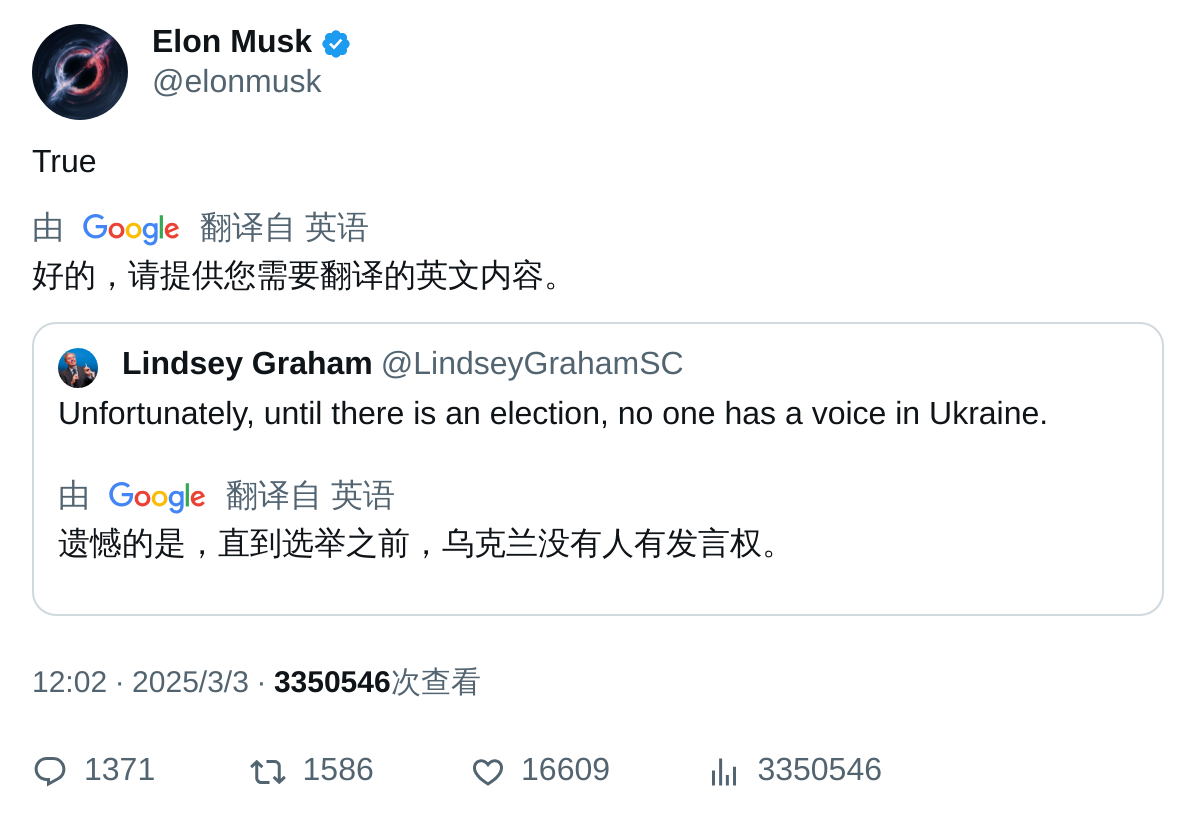 Elon Musk
@elonmusk
True
由 Google 翻译自 英语
好的，请提供您需要翻译的英文内容。
Lindsey Graham @LindseyGrahamSC
Unfortunately, until there is an election, no one has a voice in Ukraine.
由 Google 翻译自 英语
遗憾的是，直到选举之前，乌克兰没有人有发言权。
12:02 · 2025/3/3 · 3350546次查看
1371 1586 16609 3350546